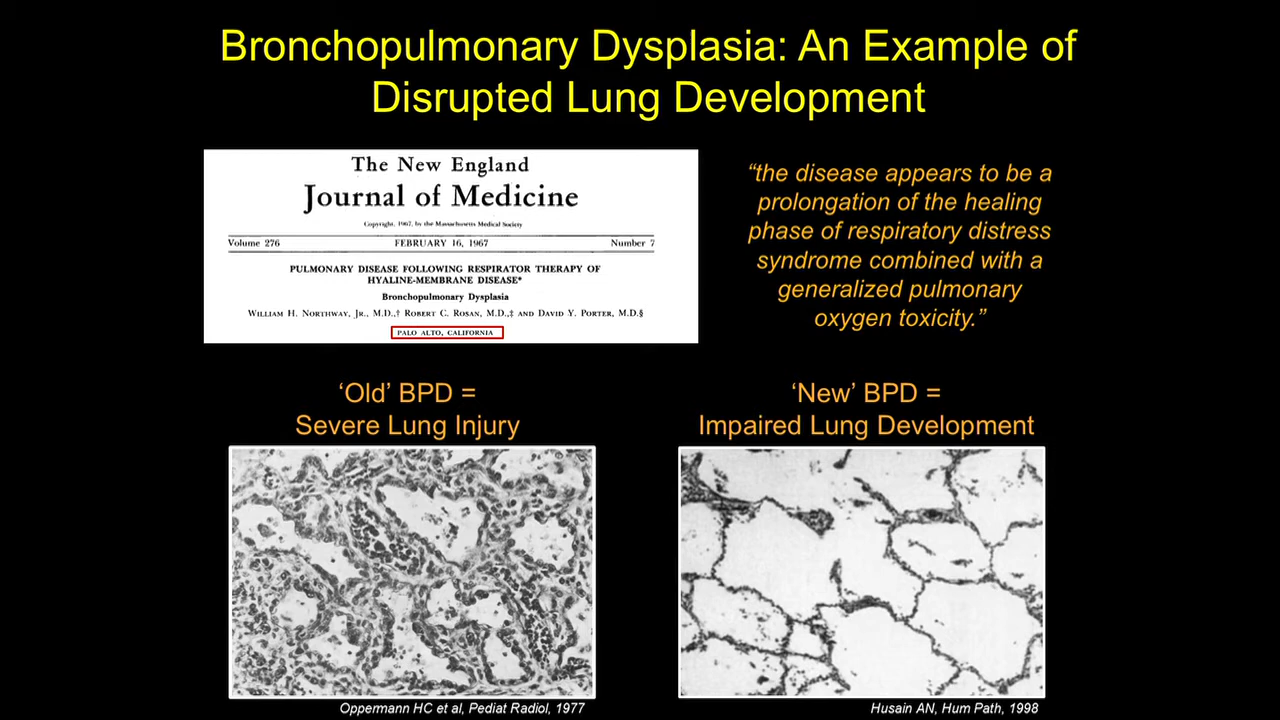 Bronchopulmonary Dysplasia: An Example of
Disrupted Lung Development
The New England
Journal of Medicine
Copyright, 1967, by the Massachusetts Medical Society
Volume 276 FEBRUARY 16, 1967 Number 7
PULMONARY DISEASE FOLLOWING RESPIRATOR THERAPY OF
HYALINE-MEMBRANE DISEASE*
Bronchopulmonary Dysplasia
WILLIAM H. NORTHWAY, JR., M.D.,† ROBERT C. ROSAN, M.D.,‡ AND DAVID Y. PORTER, M.D.§
PALO ALTO, CALIFORNIA
“the disease appears to be a
prolongation of the healing
phase of respiratory distress
syndrome combined with a
generalized pulmonary
oxygen toxicity.”
‘Old’ BPD =
Severe Lung Injury
‘New’ BPD =
Impaired Lung Development
Oppermann HC et al, Pediat Radiol, 1977
Husain AN, Hum Path, 1998